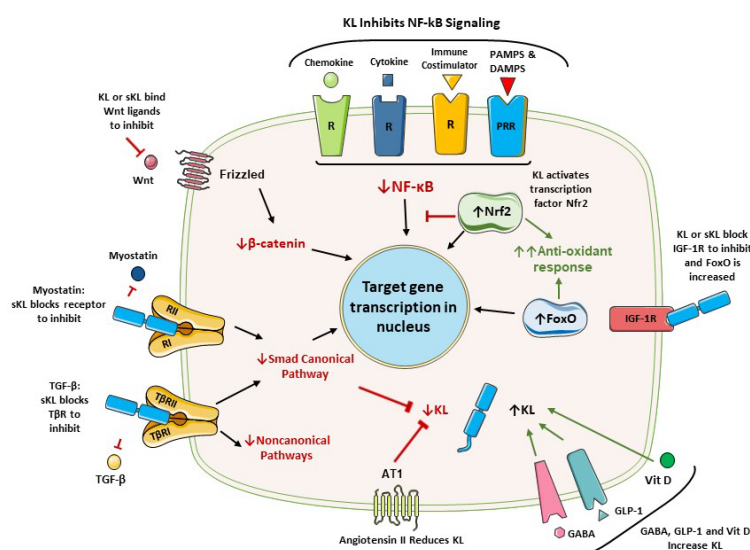 KL Inhibits NF-kB Signaling
Chemokine
Cytokine
Immune
Costimulator
PAMPS &
DAMPS
R
R
R
PRR
KL or sKL bind
Wnt ligands
to inhibit
Wnt
Frizzled
↓NF-κB
KL activates
transcription
factor Nfr2
↑Nrf2
↓β-catenin
↑↑Anti-oxidant
response
KL or sKL block
IGF-1R to inhibit
and FoxO is
increased
Myostatin
Myostatin:
sKL blocks receptor
to inhibit
RII
RI
Target gene
transcription in
nucleus
↑FoxO
IGF-1R
↓Smad Canonical
Pathway
TGF-β:
sKL blocks
TβR to
inhibit
TβRII
TβRI
TGF-β
↓Noncanonical
Pathways
↓KL
↑KL
AT1
Angiotensin II Reduces KL
Vit D
GLP-1
GABA
GABA, GLP-1 and Vit D
Increase KL